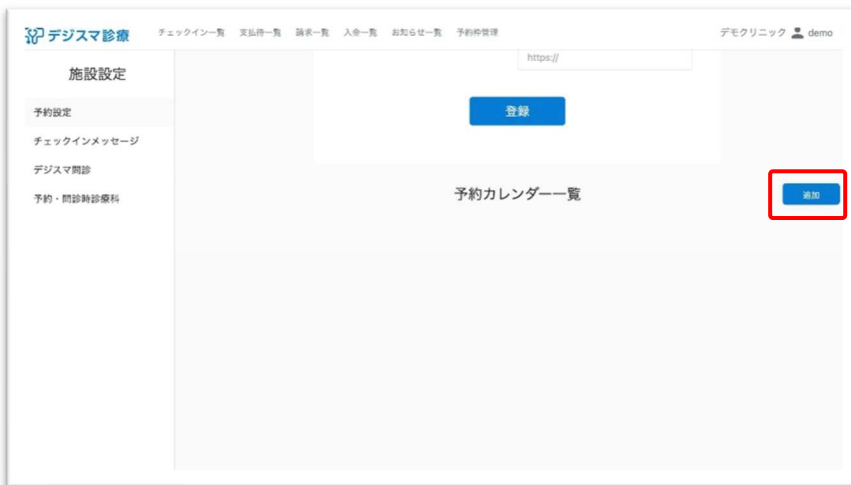 デジスマ診療 チェックイン一覧 支払待一覧 請求一覧 入金一覧 お知らせ一覧 予約枠管理 デモクリニック demo
施設設定
予約設定
チェックインメッセージ
デジスマ問診
予約・問診時診療科
https://
登録
予約カレンダー一覧
追加